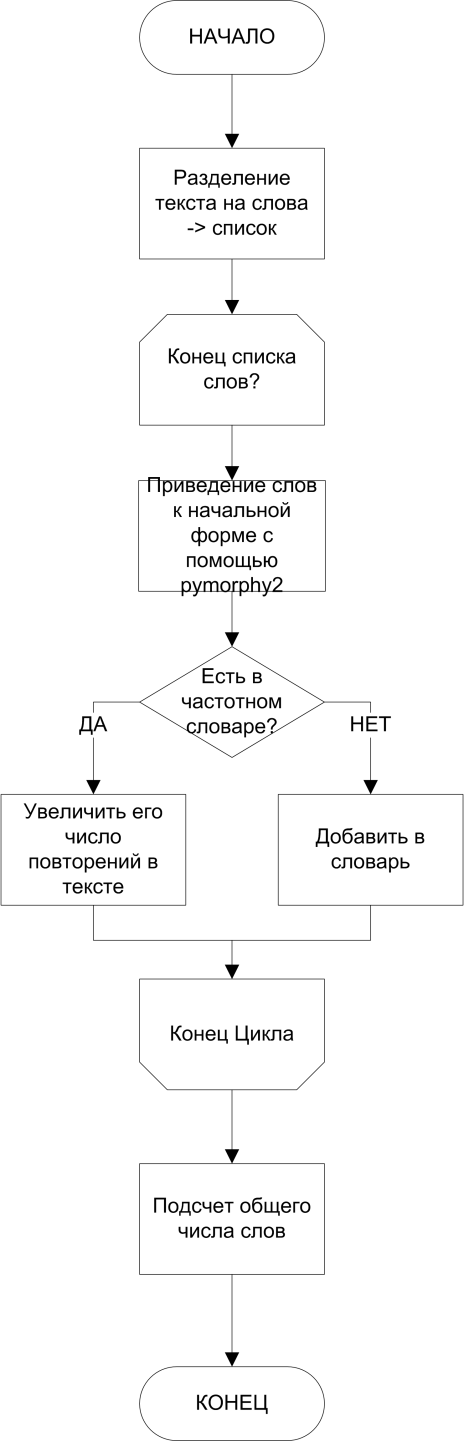 НАЧАЛО
Разделение
текста на слова
-> список
Конец списка
слов?
Приведение слов
к начальной
форме с
помощью
pymorphy2
Есть в
частотном
словаре?
ДА
НЕТ
Увеличить его
число
повторений в
тексте
Добавить в
словарь
Конец Цикла
Подсчет общего
числа слов
КОНЕЦ